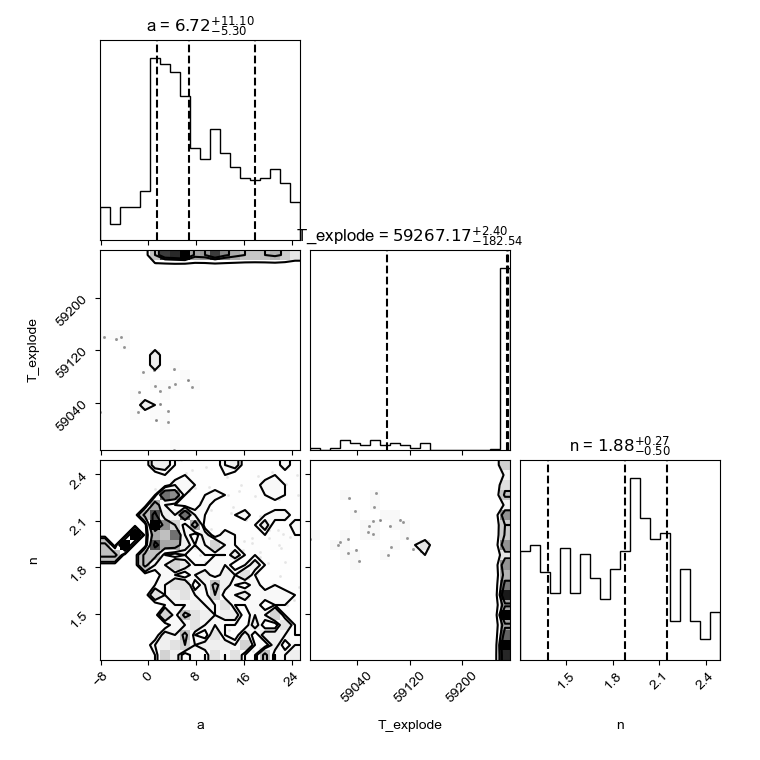 a = 6.72+11.10−5.30
T_explode = 59267.17+2.40−182.54
59200
59120
59040
T_explode
n = 1.88+0.27−0.50
2.4
2.1
1.8
1.5
n
−8 0 8 16 24
59040 59120 59200
1.5 1.8 2.1 2.4
a T_explode n